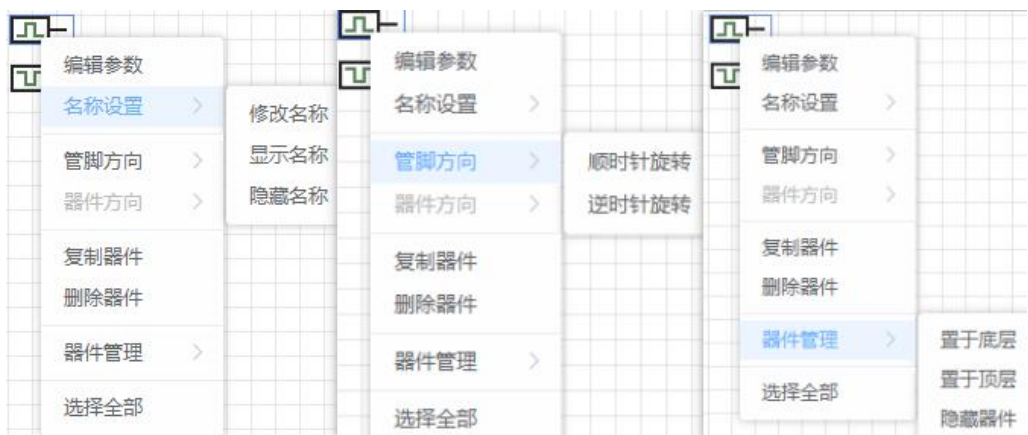 编辑参数
名称设置
修改名称
显示名称
隐藏名称
管脚方向
器件方向
复制器件
删除器件
器件管理
选择全部
编辑参数
名称设置
管脚方向
顺时针旋转
逆时针旋转
器件方向
复制器件
删除器件
器件管理
选择全部
编辑参数
名称设置
管脚方向
器件方向
复制器件
删除器件
器件管理
置于底层
置于顶层
隐藏器件
选择全部